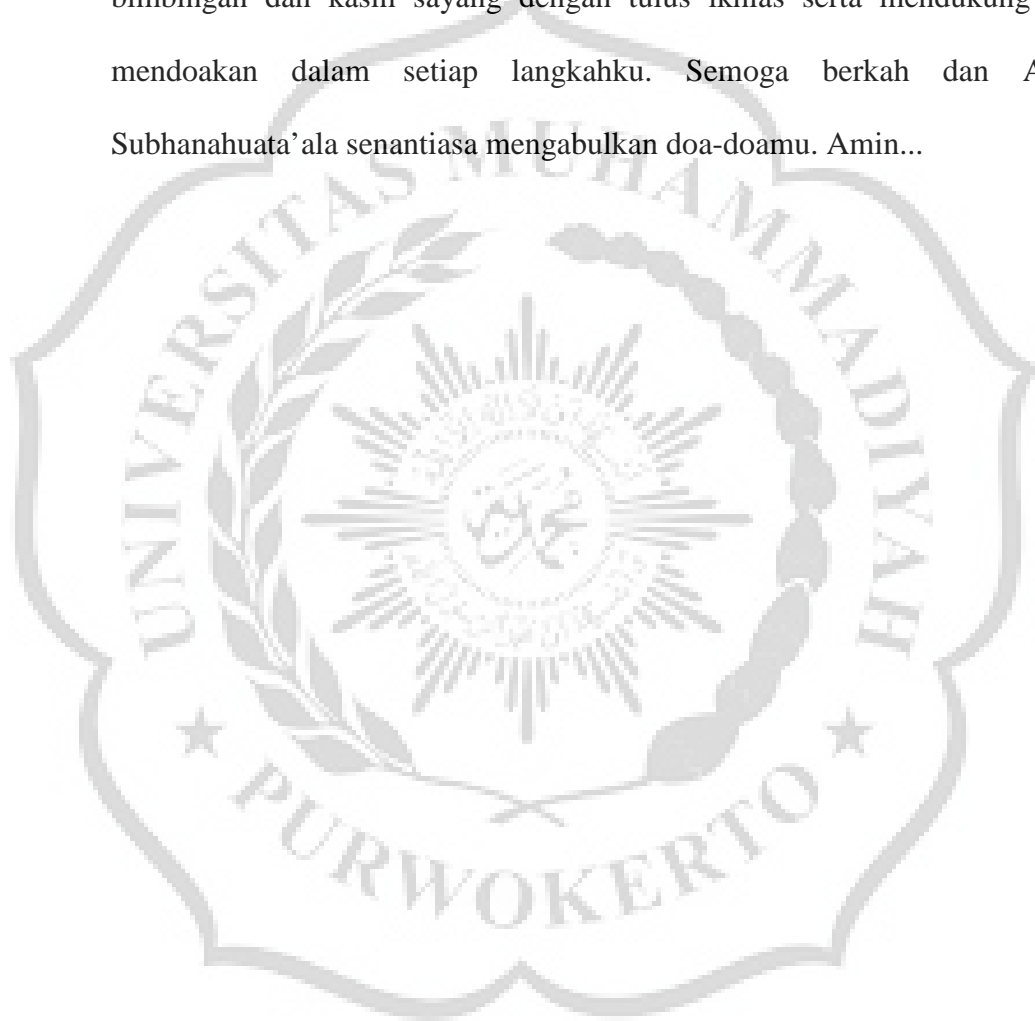 bimbingan dan kasih sayang dengan tulus ikhlas serta mendukung
mendoakan dalam setiap langkahku. Semoga berkah dan A
Subhanahuata’ala senantiasa mengabulkan doa-doamu. Amin...
UNIVERSITAS MUHAMMADIYAH
PURWOKERTO